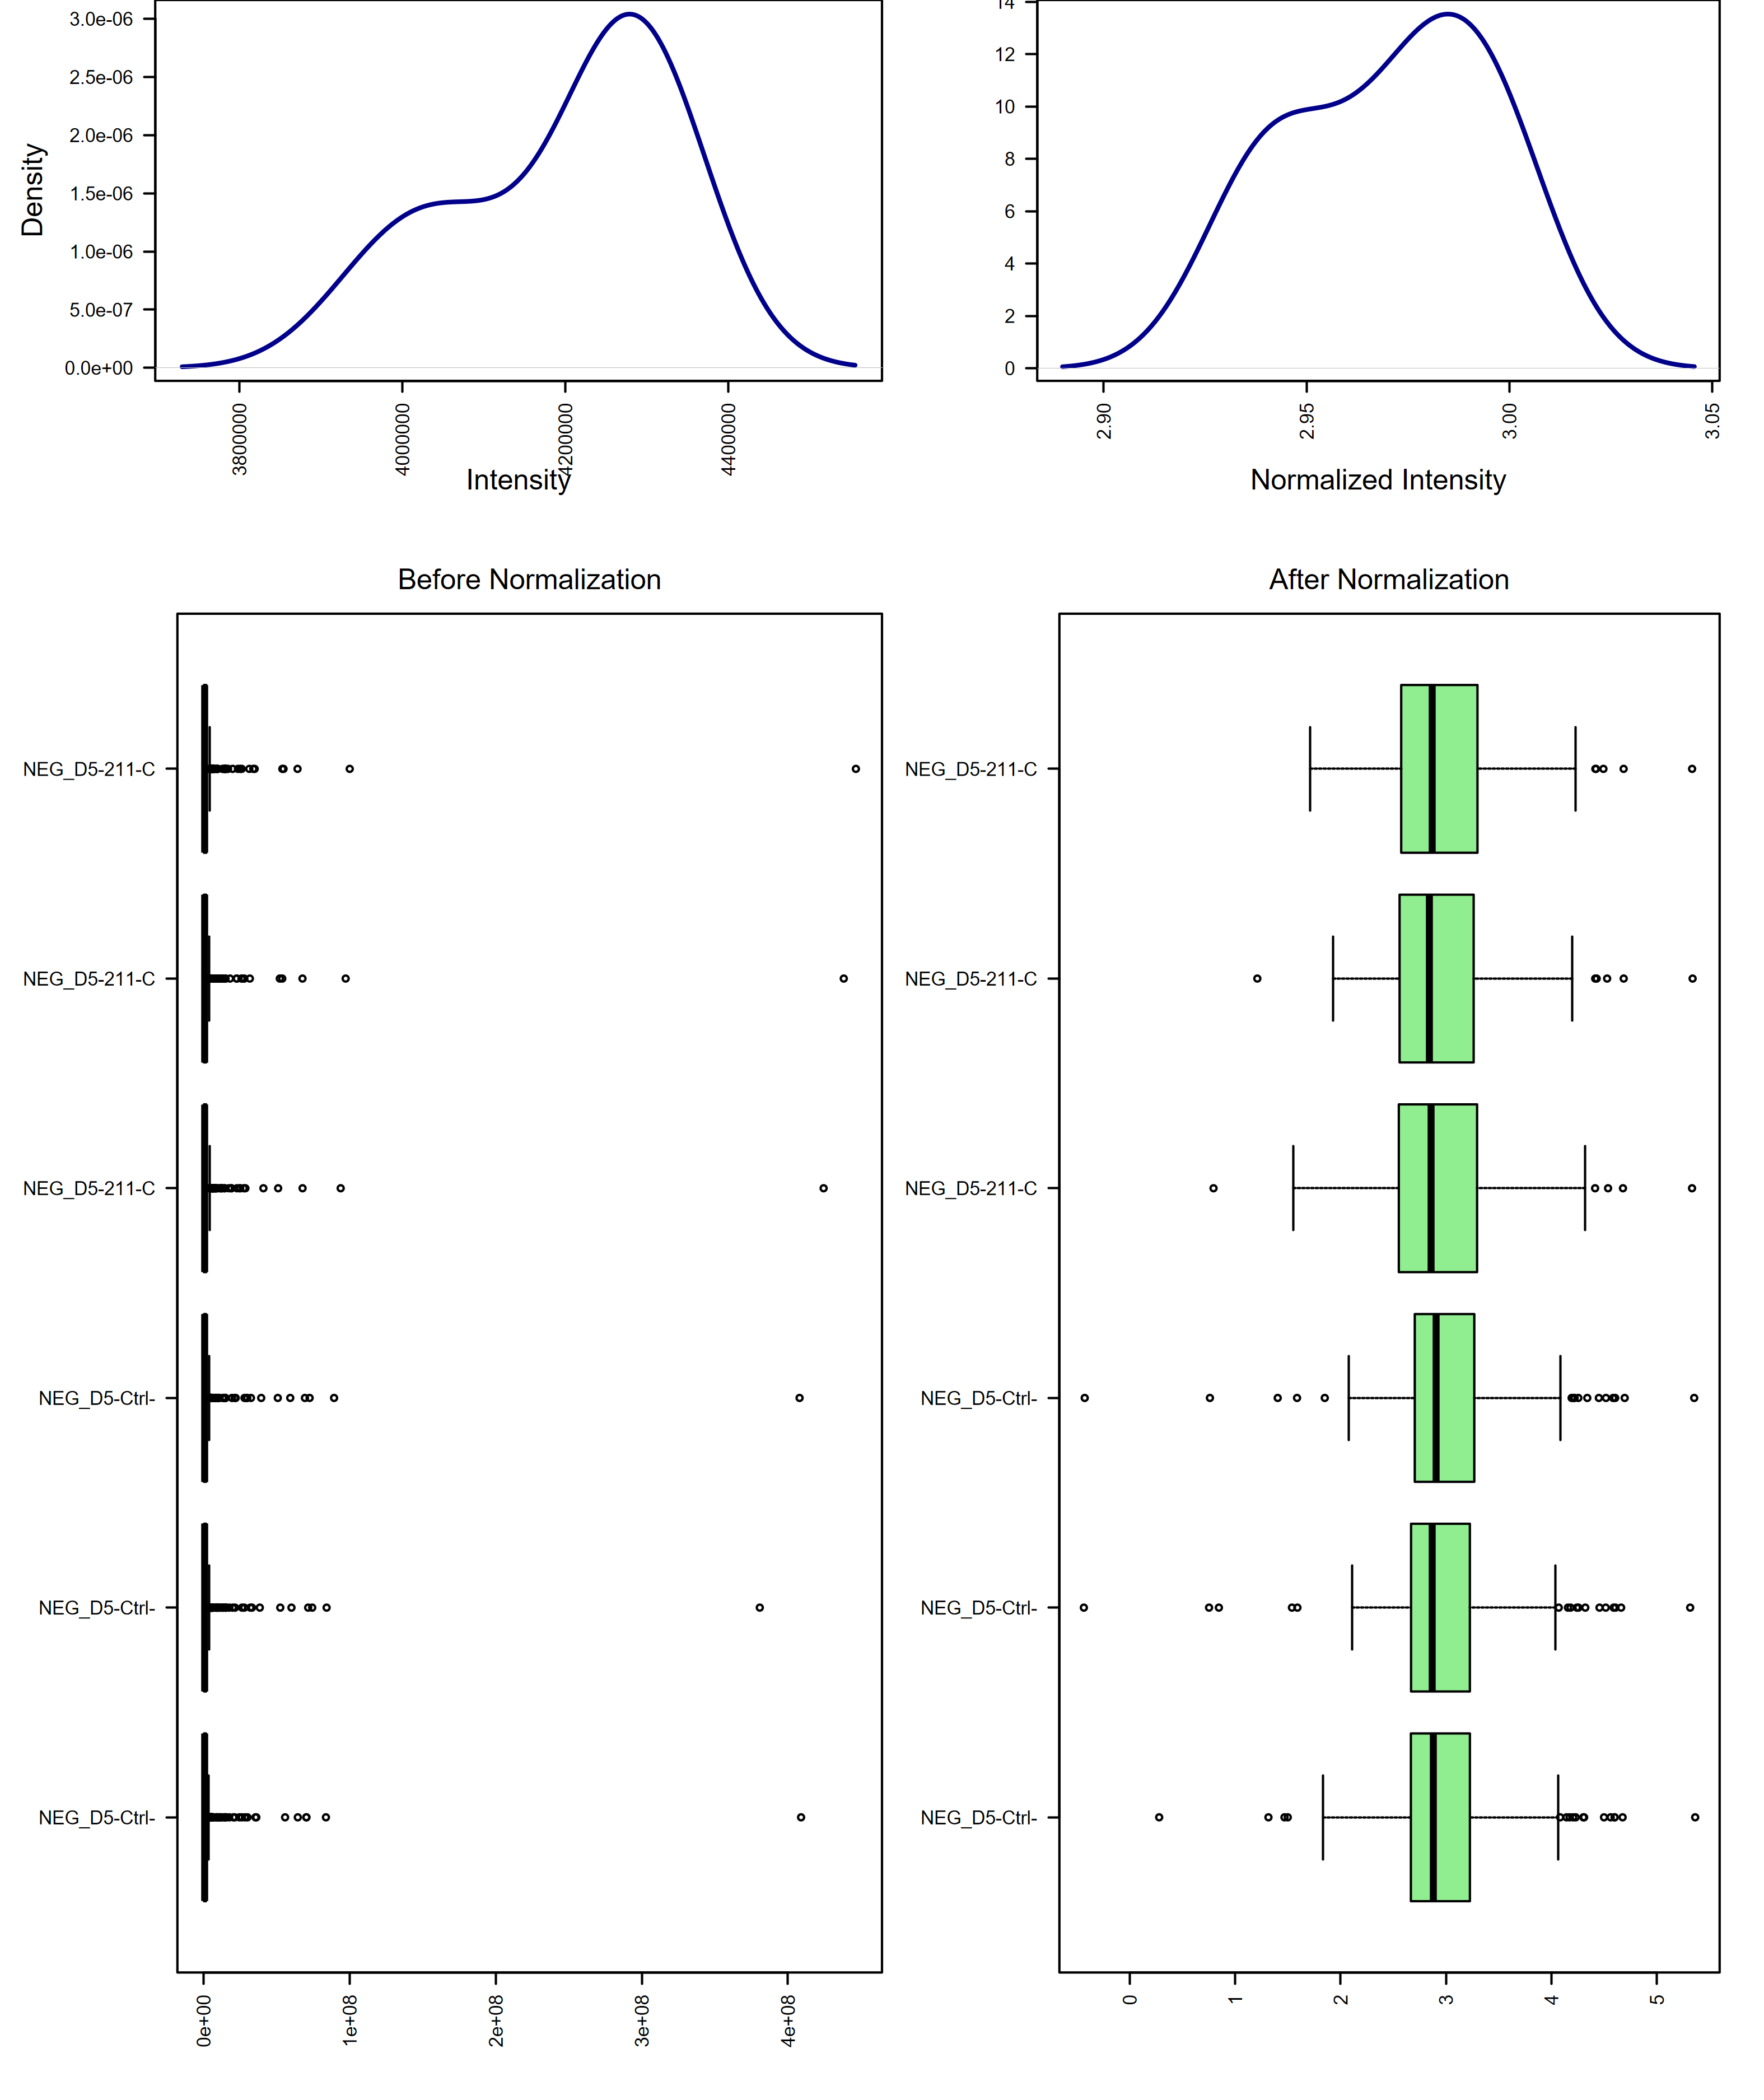 3.0e-06
2.5e-06
2.0e-06
1.5e-06
1.0e-06
5.0e-07
0.0e+00
Density
3800000
4000000
4200000
4400000
Intensity
14
12
10
8
6
4
2
0
2.90
2.95
3.00
3.05
Normalized Intensity
Before Normalization
NEG_D5-211-C
NEG_D5-211-C
NEG_D5-211-C
NEG_D5-Ctrl-
NEG_D5-Ctrl-
NEG_D5-Ctrl-
0e+00
1e+08
2e+08
3e+08
4e+08
After Normalization
NEG_D5-211-C
NEG_D5-211-C
NEG_D5-211-C
NEG_D5-Ctrl-
NEG_D5-Ctrl-
NEG_D5-Ctrl-
0
1
2
3
4
5